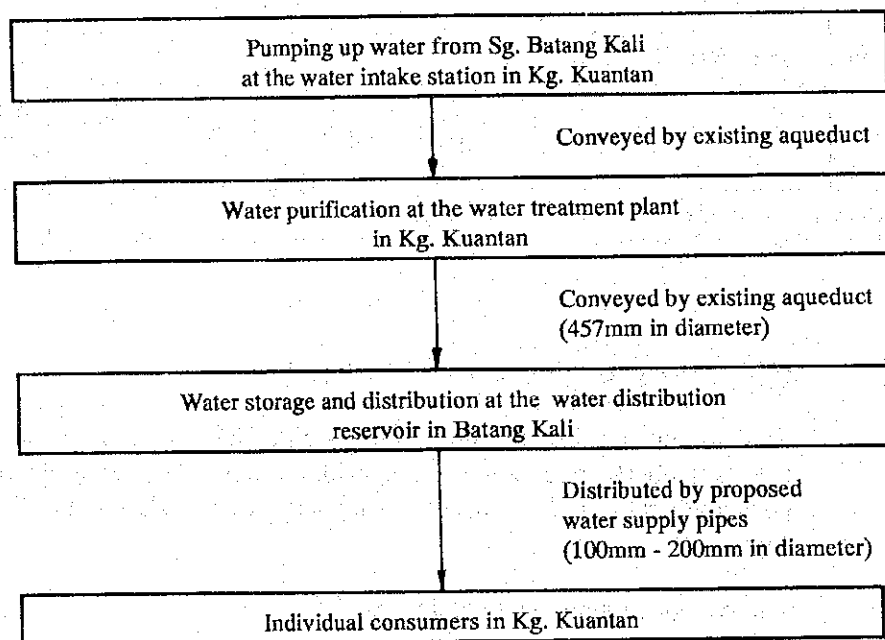 Pumping up water from Sg. Batang Kali
at the water intake station in Kg. Kuantan
Conveyed by existing aqueduct
Water purification at the water treatment plant
in Kg. Kuantan
Conveyed by existing aqueduct
(457mm in diameter)
Water storage and distribution at the water distribution
reservoir in Batang Kali
Distributed by proposed
water supply pipes
(100mm - 200mm in diameter)
Individual consumers in Kg. Kuantan